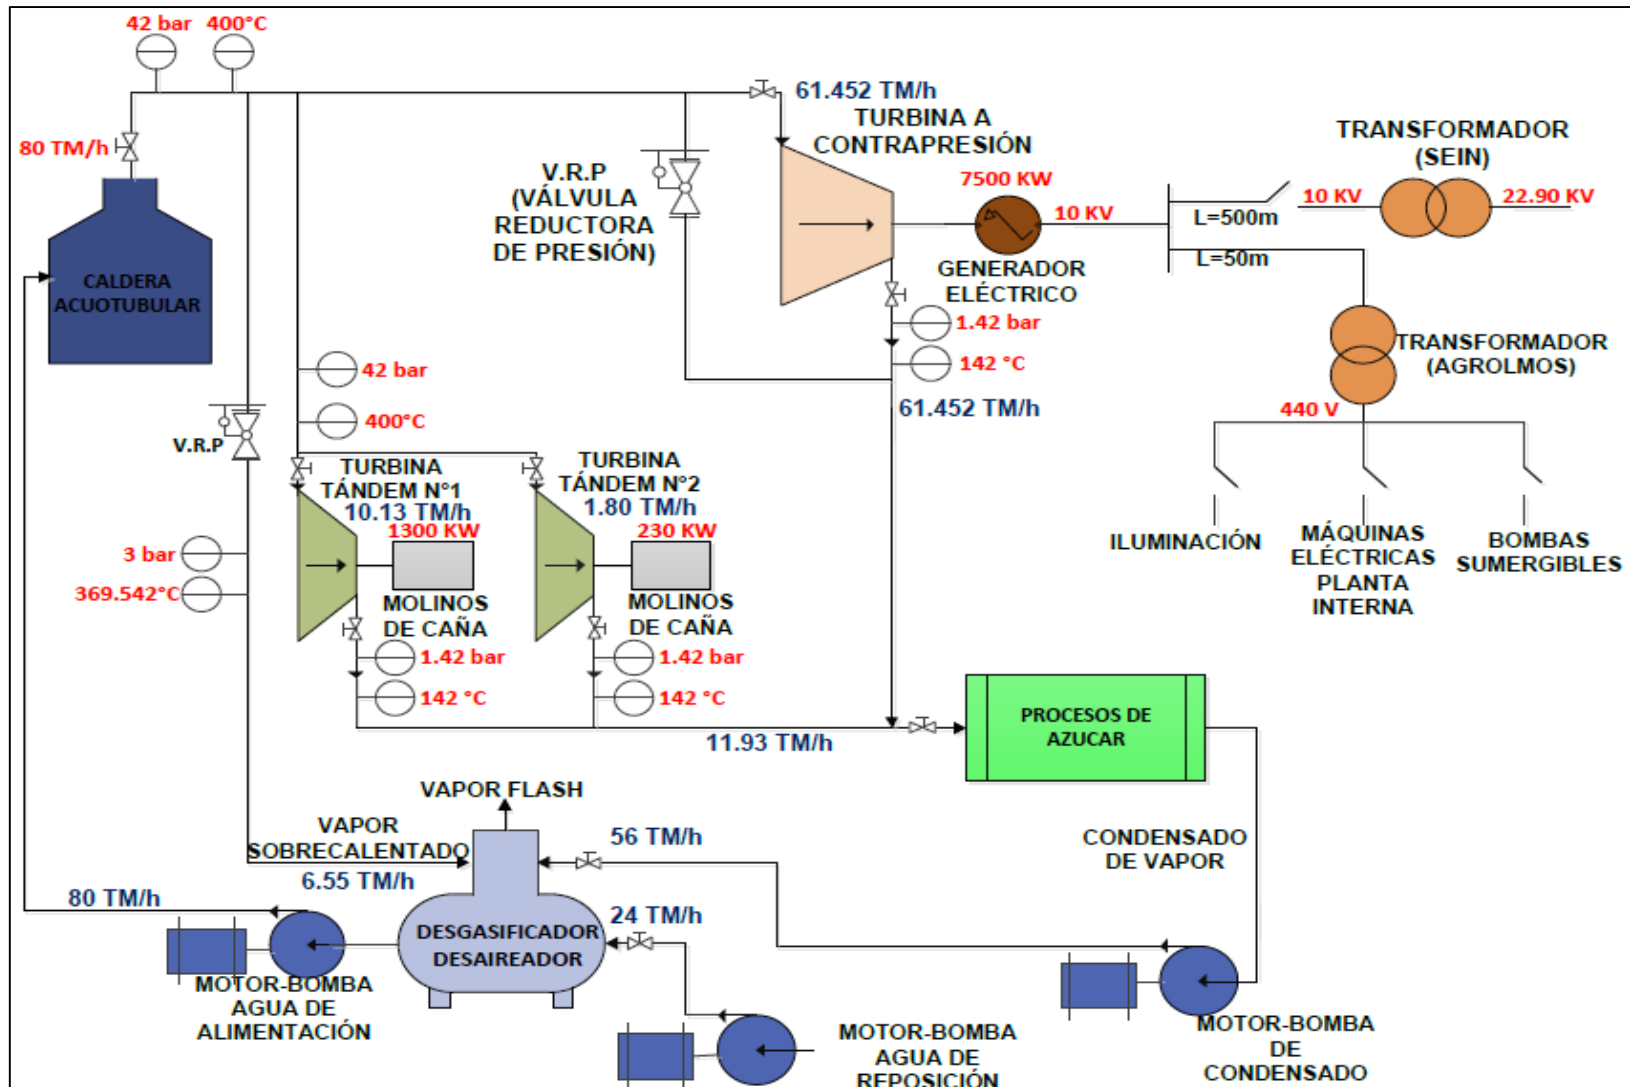 42 bar
400°C
80 TM/h
CALDERA
ACUOTUBULAR
V.R.P
(VÁLVULA
REDUCTORA
DE PRESIÓN)
61.452 TM/h
TURBINA A
CONTRAPRESIÓN
7500 KW
10 KV
GENERADOR
ELÉCTRICO
1.42 bar
142 °C
61.452 TM/h
L=500m
L=50m
TRANSFORMADOR
(SEIN)
10 KV
22.90 KV
TRANSFORMADOR
(AGROLMOS)
440 V
ILUMINACIÓN
MÁQUINAS
ELÉCTRICAS
PLANTA
INTERNA
BOMBAS
SUMERGIBLES
42 bar
400°C
V.R.P
3 bar
369.542°C
TURBINA
TÁNDEM N°1
10.13 TM/h
1300 KW
MOLINOS
DE CAÑA
1.42 bar
142 °C
TURBINA
TÁNDEM N°2
1.80 TM/h
230 KW
MOLINOS
DE CAÑA
1.42 bar
142 °C
11.93 TM/h
PROCESOS DE
AZUCAR
CONDENSADO
DE VAPOR
VAPOR FLASH
VAPOR
SOBRECALENTADO
6.55 TM/h
56 TM/h
24 TM/h
80 TM/h
DESGASIFICADOR
DESAIREADOR
MOTOR-BOMBA
AGUA DE
ALIMENTACIÓN
MOTOR-BOMBA
AGUA DE
REPOSICIÓN
MOTOR-BOMBA
DE
CONDENSADO